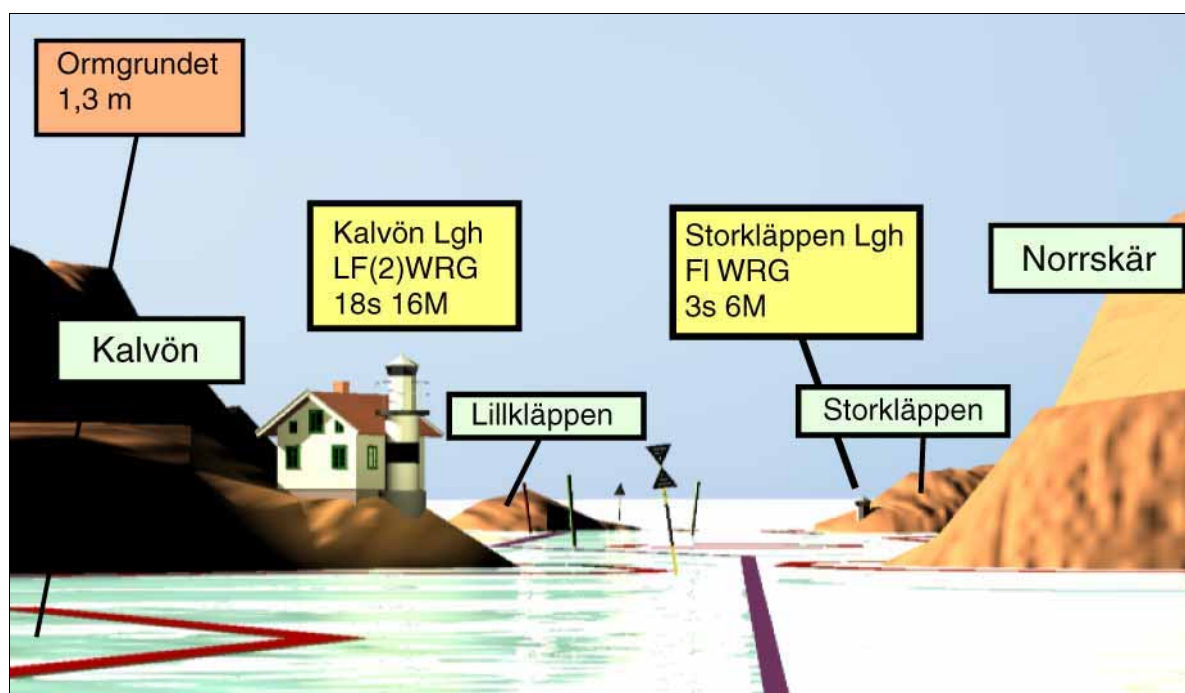 Ormgrundet
1,3 m
Kalvön Lgh
LF(2)WRG
18s 16M
Storkläppen Lgh
Fl WRG
3s 6M
Norrskär
Kalvön
Lillkläppen
Storkläppen